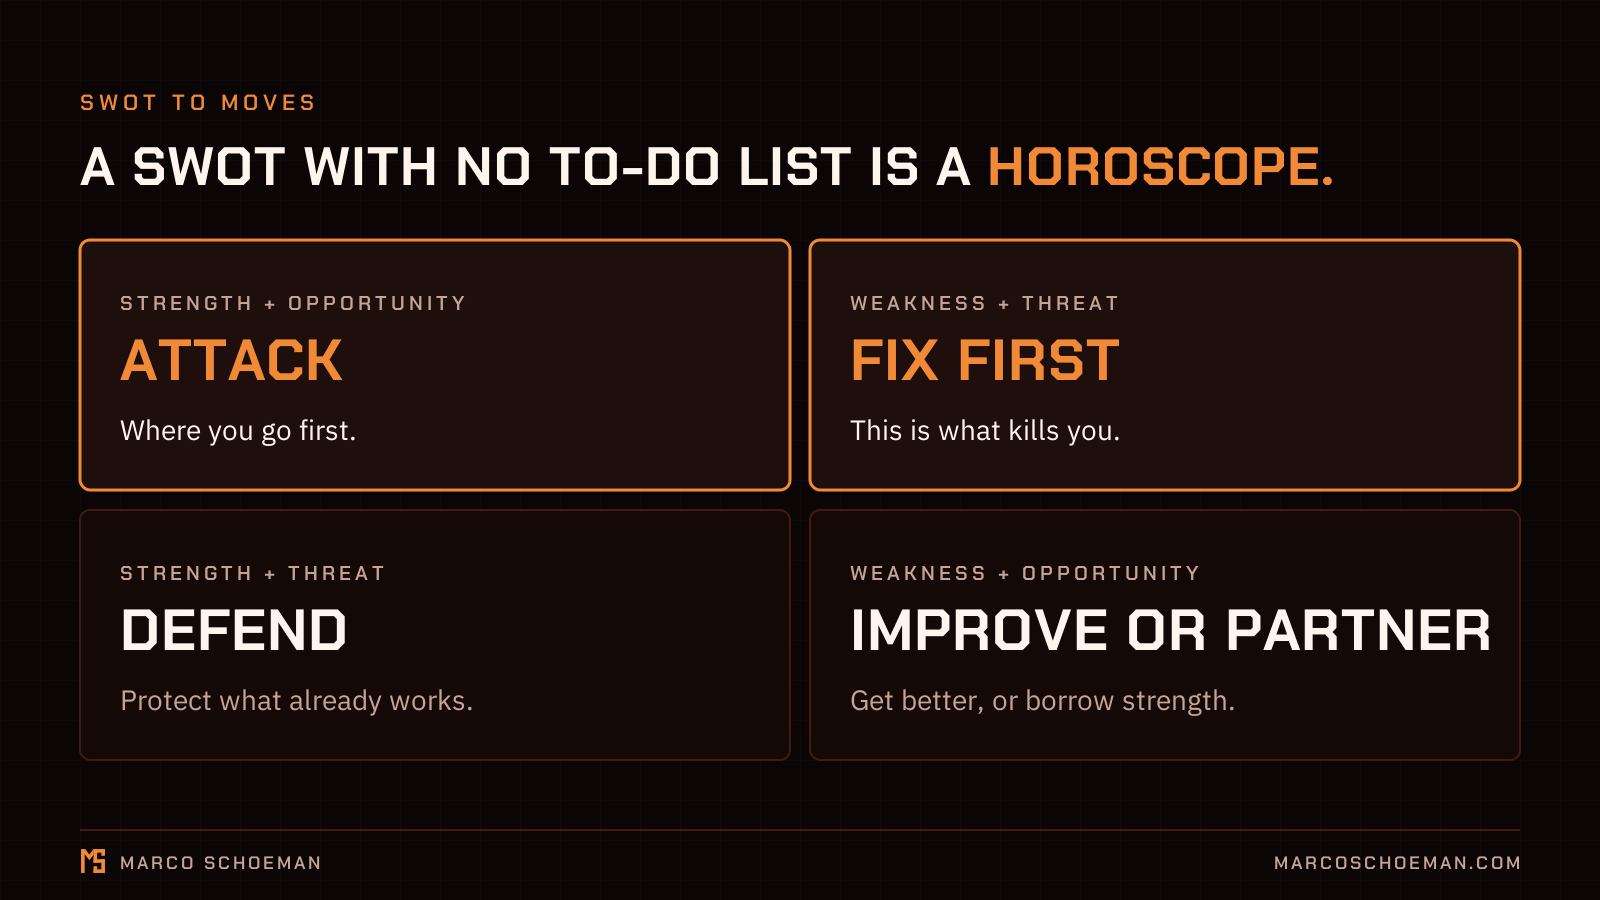 SWOT TO MOVES
A SWOT WITH NO TO-DO LIST IS A HOROSCOPE.
STRENGTH + OPPORTUNITY
ATTACK
Where you go first.
WEAKNESS + THREAT
FIX FIRST
This is what kills you.
STRENGTH + THREAT
DEFEND
Protect what already works.
WEAKNESS + OPPORTUNITY
IMPROVE OR PARTNER
Get better, or borrow strength.
MS MARCO SCHOEMAN
MARCOSCHOEMAN.COM